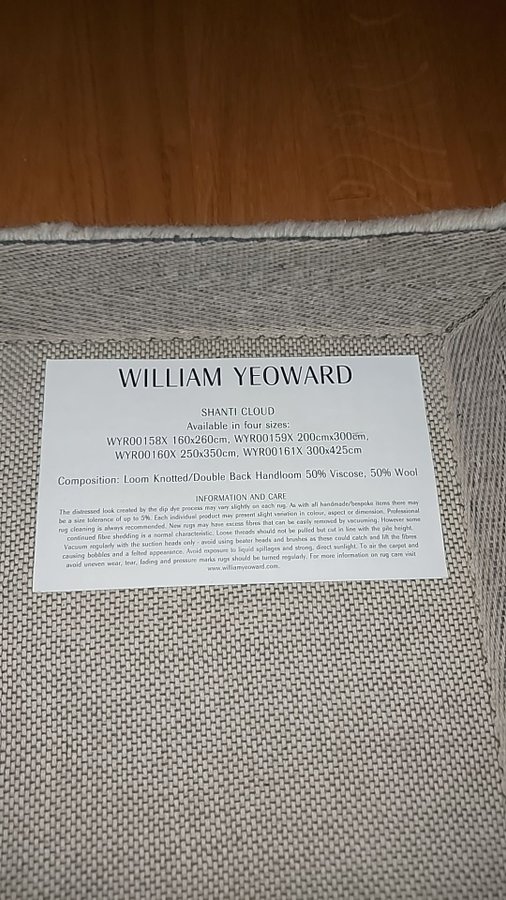 WILLIAM YEOWARD
SHANTI CLOUD
Available in four sizes:
WYR00158X 160x260cm, WYR00159X 200cmx300cm,
WYR00160X 250x350cm, WYR00161X 300x425cm
Composition: Loom Knotted/Double Back Handloom 50% Viscose, 50% Wool
INFORMATION AND CARE
The distressed look created by the dip dye process may vary slightly on each rug. As with all handmade/bespoke items there may
be a size tolerance of up to 5%. Each individual product may present slight variation in colour, aspect or dimension. Professional
rug cleaning is always recommended. New rugs may have excess fibres that can be easily removed by vacuuming. However some
continued fibre shedding is a normal characteristic. Loose threads should not be pulled but cut in line with the pile height.
Vacuum regularly with the suction heads only - avoid using beater heads and brushes as these could catch and lift the fibres
causing bobbles and a felted appearance. Avoid exposure to liquid spillages and strong, direct sunlight. To air the carpet and
avoid uneven wear, tear, fading and pressure marks rugs should be turned regularly. For more information on rug care visit
www.williamyeoward.com.